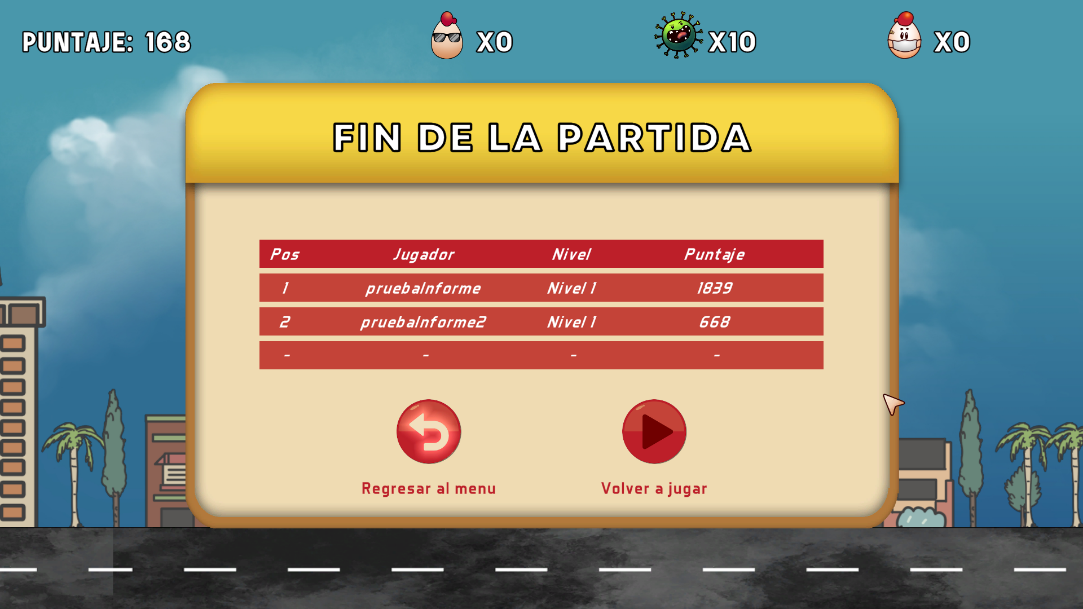 PUNTAJE: 168 X0 X10 X0
FIN DE LA PARTIDA
Pos Jugador Nivel Puntaje
1 pruebaInforme Nivel 1 1839
2 pruebaInforme2 Nivel 1 668
- - - -
Regresar al menu Volver a jugar